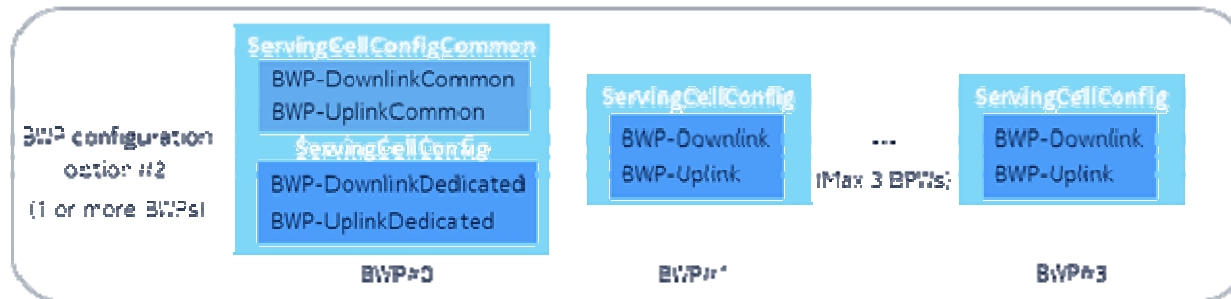 BWP configuration
option #2
(1 or more BWPs)
ServingCellConfigCommon
BWP-DownlinkCommon
BWP-UplinkCommon
ServingCellConfig
BWP-DownlinkDedicated
BWP-UplinkDedicated
BWP#0
ServingCellConfig
BWP-Downlink
BWP-Uplink
BWP#1
...
(Max 3 BPWs)
ServingCellConfig
BWP-Downlink
BWP-Uplink
BWP#3